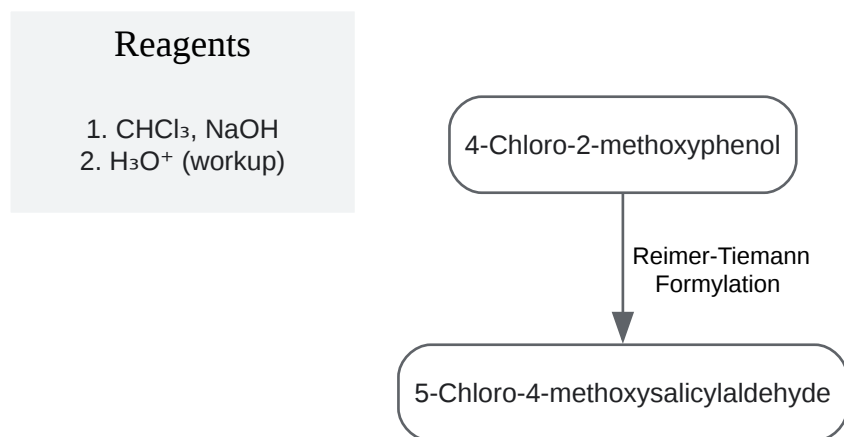 Reagents
1. CHCl₃, NaOH
2. H₃O⁺ (workup)
4-Chloro-2-methoxyphenol
Reimer-Tiemann
Formylation
5-Chloro-4-methoxysalicylaldehyde